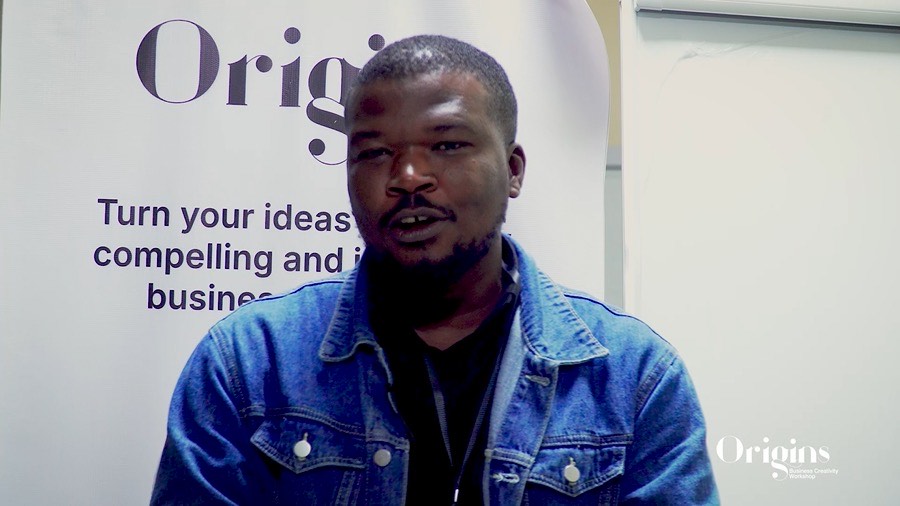 Origi
Turn your ideas
compelling and i
busines
Origins
Business Creativity
Workshop